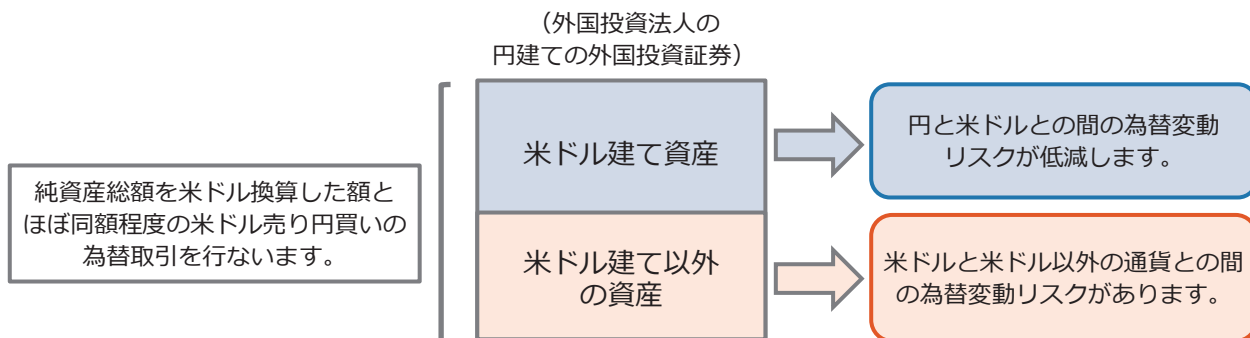 （外国投資法人の
円建ての外国投資証券）
純資産総額を米ドル換算した額と
ほぼ同額程度の米ドル売り円買いの
為替取引を行ないます。
米ドル建て資産
円と米ドルとの間の為替変動
リスクが低減します。
米ドル建て以外
の資産
米ドルと米ドル以外の通貨との間
の為替変動リスクがあります。